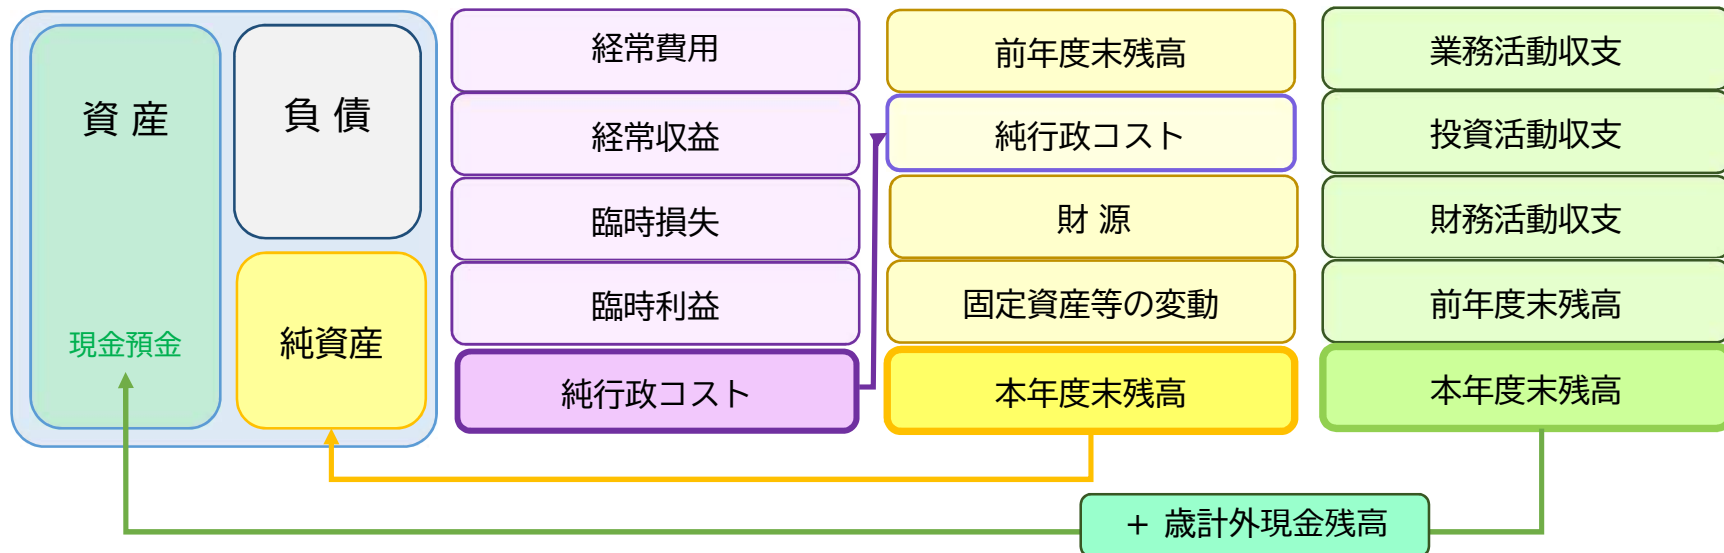 資 産
現金預金
負 債
純資産
経常費用
経常収益
臨時損失
臨時利益
純行政コスト
前年度末残高
純行政コスト
財 源
固定資産等の変動
本年度末残高
業務活動収支
投資活動収支
財務活動収支
前年度末残高
本年度末残高
＋ 歳計外現金残高